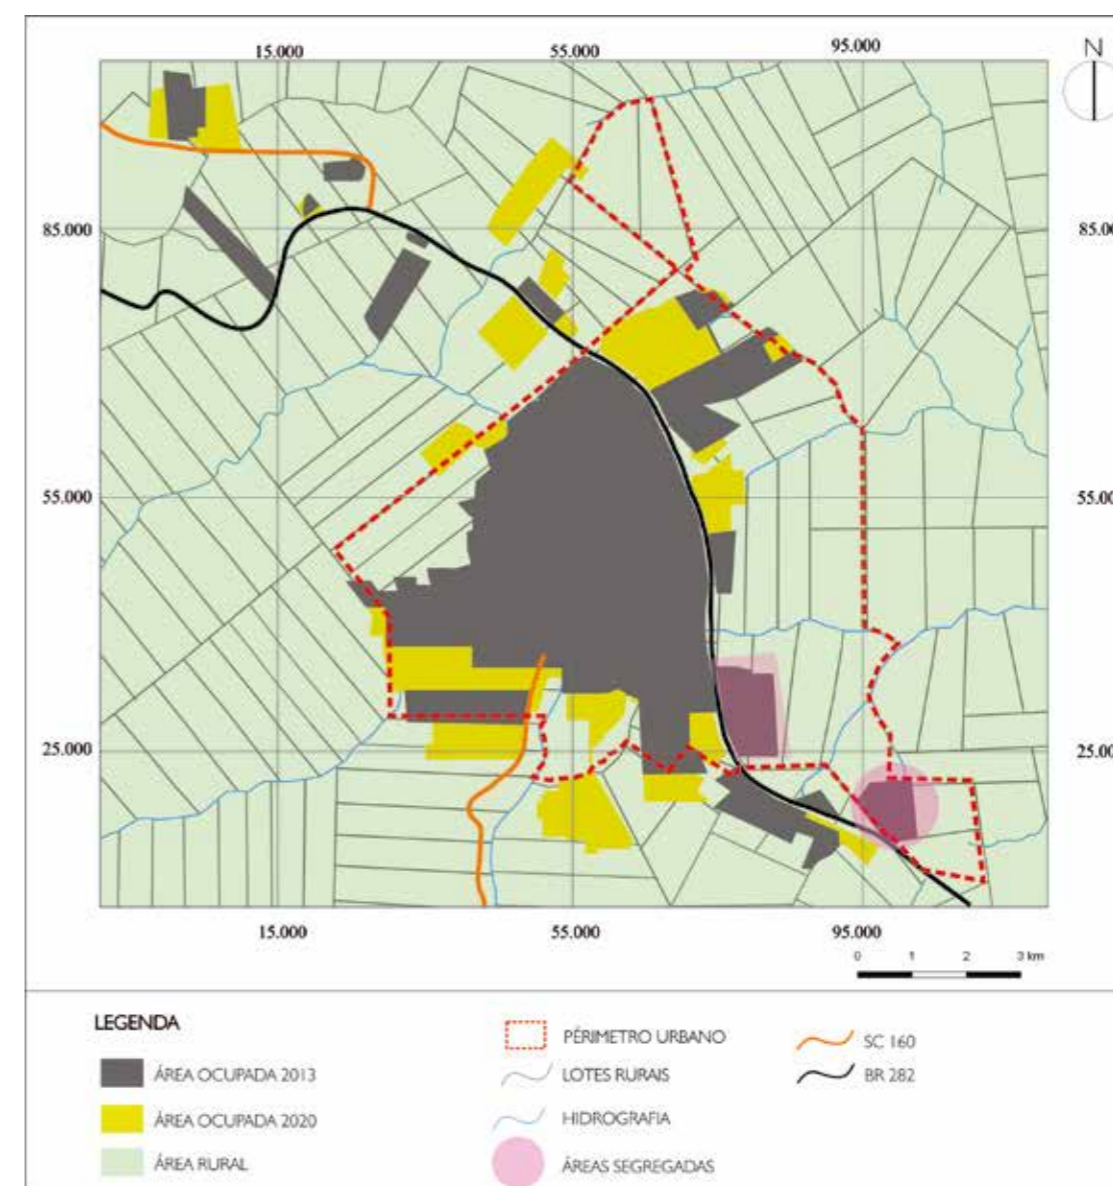 15.000 55.000 95.000 N
85.000 85.00
55.000 55.00
25.000 25.00
15.000 55.000 95.000
0 1 2 3 km
LEGENDA
ÁREA OCUPADA 2013
ÁREA OCUPADA 2020
ÁREA RURAL
PÉRIMETRO URBANO
LOTES RURAIS
HIDROGRAFIA
ÁREAS SEGREGADAS
SC 160
BR 282